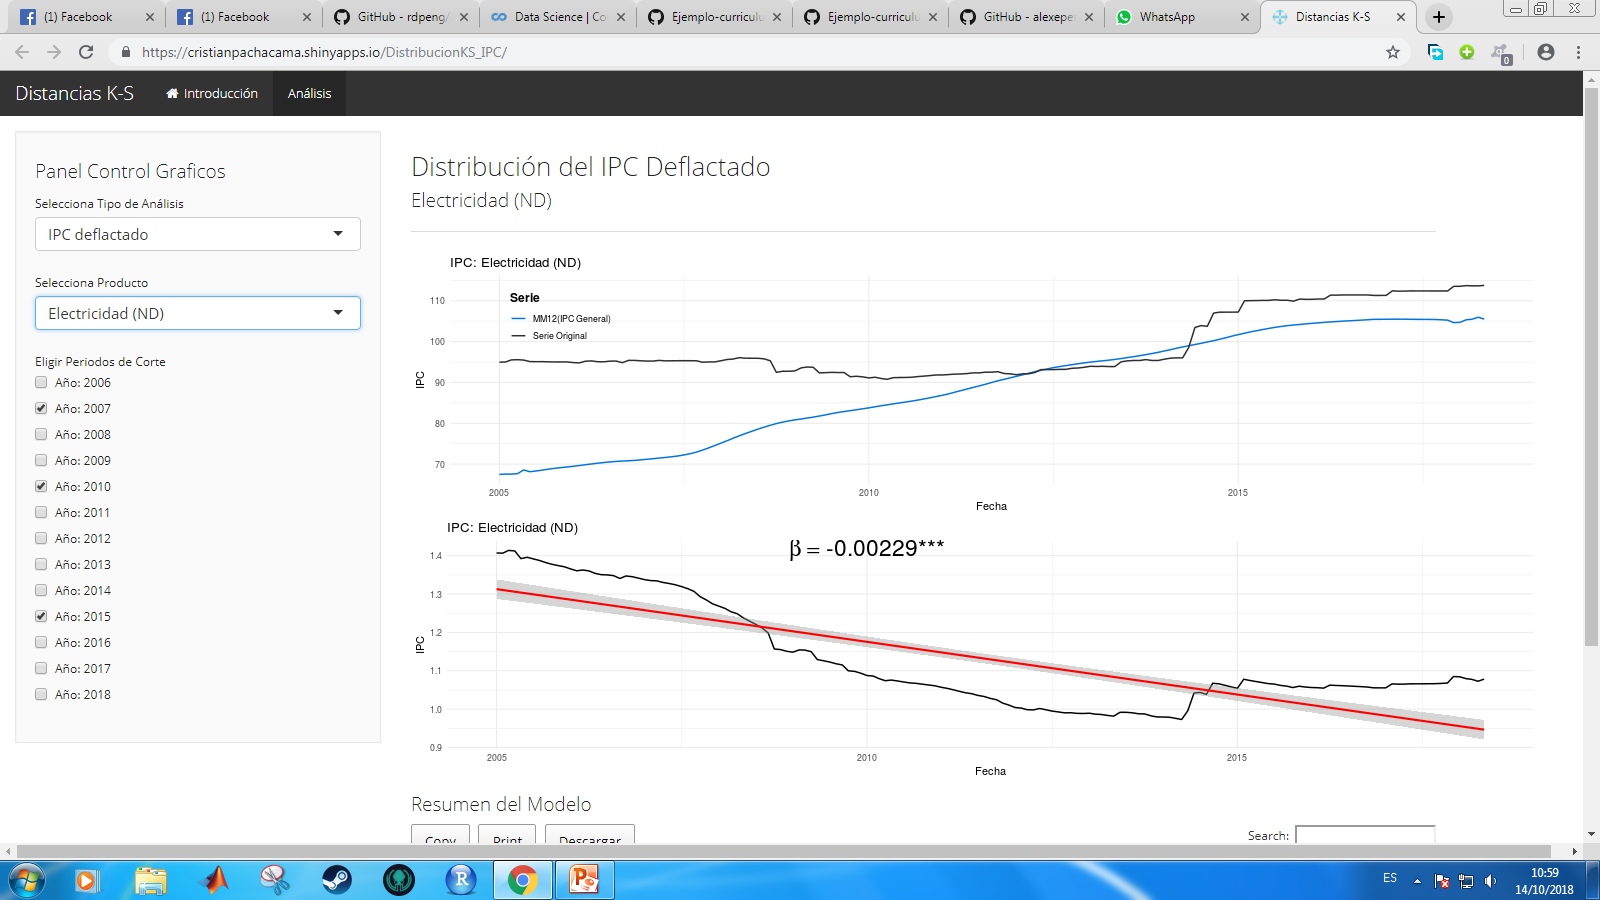 (1) Facebook
(1) Facebook
GitHub - rdpeng/
Data Science | Co
Ejemplo-curriculu
Ejemplo-curriculu
GitHub - alexepe
WhatsApp
Distancias K-S
https://cristianpachacama.shinyapps.io/DistribucionKS_IPC/
0
Distancias K-S
Introducción
Análisis
Panel Control Graficos
Selecciona Tipo de Análisis
IPC deflactado
Selecciona Producto
Electricidad (ND)
Eligir Periodos de Corte
Año: 2006
Año: 2007
Año: 2008
Año: 2009
Año: 2010
Año: 2011
Año: 2012
Año: 2013
Año: 2014
Año: 2015
Año: 2016
Año: 2017
Año: 2018
Distribución del IPC Deflactado
Electricidad (ND)
IPC: Electricidad (ND)
Serie
MM12(IPC General)
Serie Original
110
100
90
80
70
IPC
2005
2010
2015
Fecha
IPC: Electricidad (ND)
β = -0.00229***
1.4
1.3
1.2
1.1
1.0
0.9
IPC
2005
2010
2015
Fecha
Resumen del Modelo
Copy
Print
Descargar
Search:
ES
10:59
14/10/2018